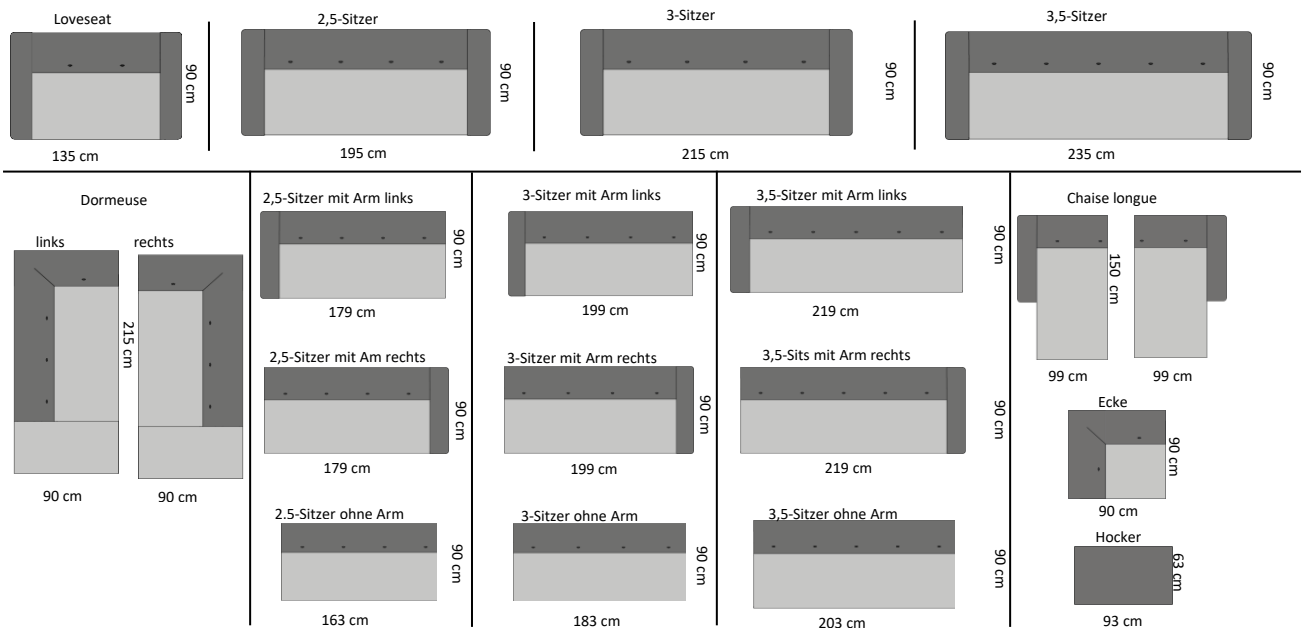 Loveseat
90 cm
135 cm
2,5-Sitzer
90 cm
195 cm
3-Sitzer
90 cm
215 cm
3,5-Sitzer
90 cm
235 cm
Dormeuse
links
rechts
215 cm
90 cm
90 cm
2,5-Sitzer mit Arm links
90 cm
179 cm
2,5-Sitzer mit Am rechts
90 cm
179 cm
2.5-Sitzer ohne Arm
90 cm
163 cm
3-Sitzer mit Arm links
90 cm
199 cm
3-Sitzer mit Arm rechts
90 cm
199 cm
3-Sitzer ohne Arm
90 cm
183 cm
3,5-Sitzer mit Arm links
90 cm
219 cm
3,5-Sits mit Arm rechts
90 cm
219 cm
3,5-Sitzer ohne Arm
90 cm
203 cm
Chaise longue
150 cm
99 cm
99 cm
Ecke
90 cm
90 cm
Hocker
63 cm
93 cm